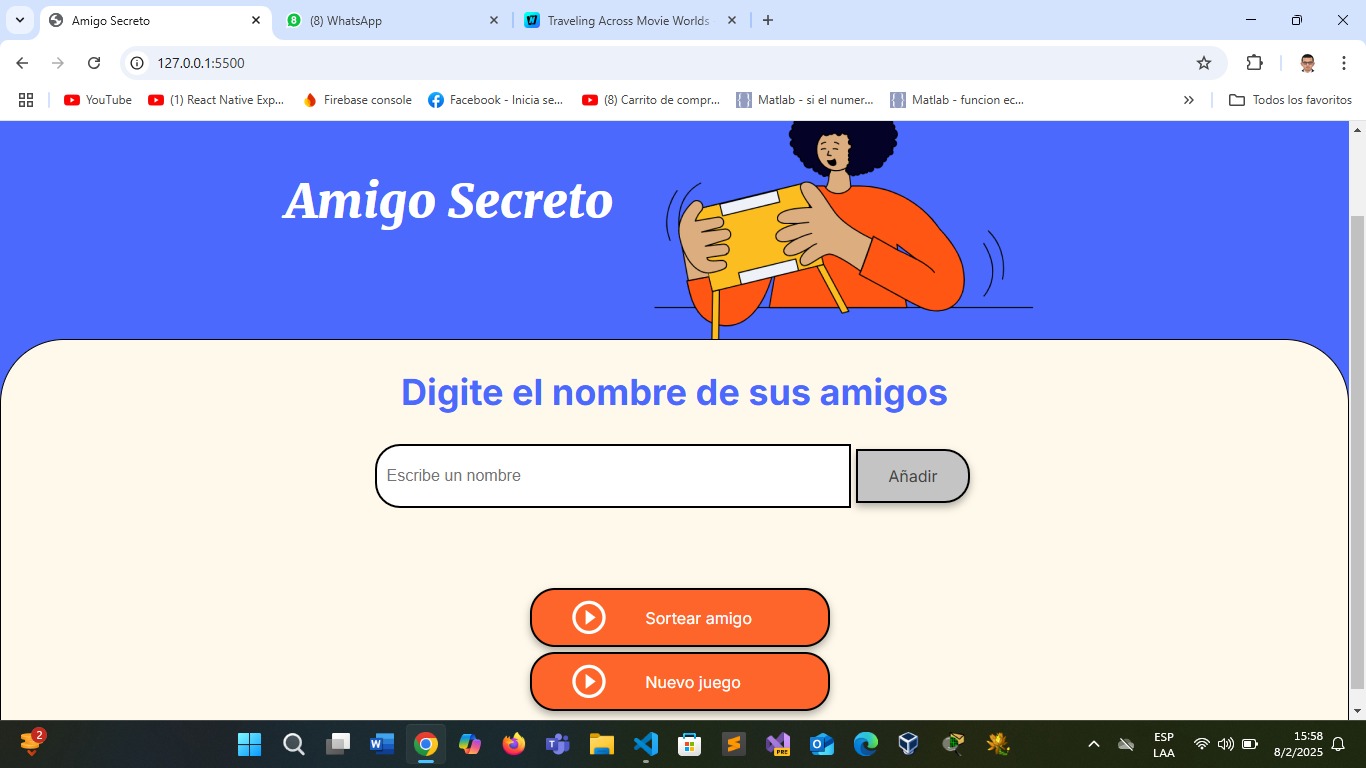 Amigo Secreto
(8) WhatsApp
Traveling Across Movie Worlds
127.0.0.1:5500
YouTube
(1) React Native Exp...
Firebase console
Facebook - Inicia se...
(8) Carrito de compr...
Matlab - si el numer...
Matlab - funcion ec...
Todos los favoritos
Amigo Secreto
Digite el nombre de sus amigos
Escribe un nombre
Añadir
Sortear amigo
Nuevo juego
2
ESP
LAA
15:58
8/2/2025